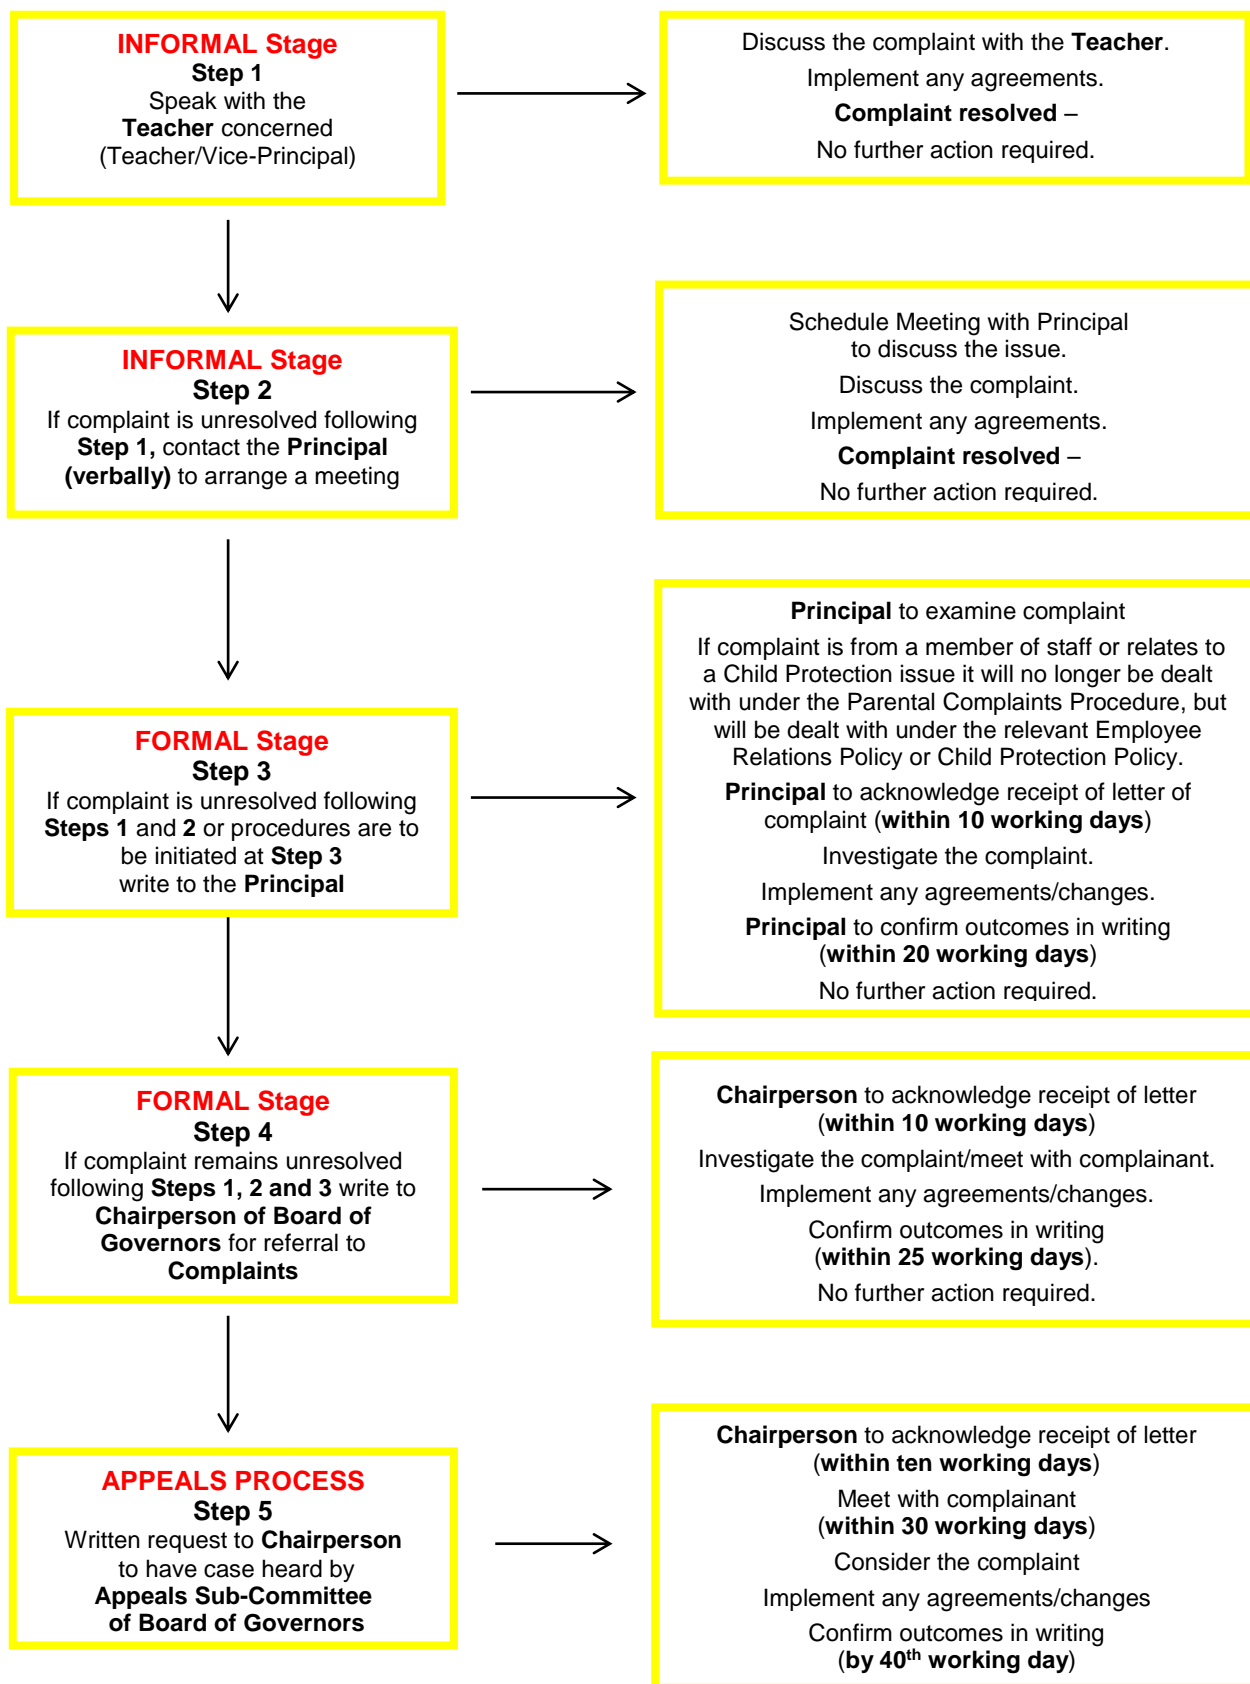 INFORMAL Stage
Step 1
Speak with the
Teacher concerned
(Teacher/Vice-Principal)
Discuss the complaint with the Teacher.
Implement any agreements.
Complaint resolved –
No further action required.
INFORMAL Stage
Step 2
If complaint is unresolved following
Step 1, contact the Principal
(verbally) to arrange a meeting
Schedule Meeting with Principal
to discuss the issue.
Discuss the complaint.
Implement any agreements.
Complaint resolved –
No further action required.
FORMAL Stage
Step 3
If complaint is unresolved following
Steps 1 and 2 or procedures are to
be initiated at Step 3
write to the Principal
Principal to examine complaint
If complaint is from a member of staff or relates to
a Child Protection issue it will no longer be dealt
with under the Parental Complaints Procedure, but
will be dealt with under the relevant Employee
Relations Policy or Child Protection Policy.
Principal to acknowledge receipt of letter of
complaint (within 10 working days)
Investigate the complaint.
Implement any agreements/changes.
Principal to confirm outcomes in writing
(within 20 working days)
No further action required.
FORMAL Stage
Step 4
If complaint remains unresolved
following Steps 1, 2 and 3 write to
Chairperson of Board of
Governors for referral to
Complaints
Chairperson to acknowledge receipt of letter
(within 10 working days)
Investigate the complaint/meet with complainant.
Implement any agreements/changes.
Confirm outcomes in writing
(within 25 working days).
No further action required.
APPEALS PROCESS
Step 5
Written request to Chairperson
to have case heard by
Appeals Sub-Committee
of Board of Governors
Chairperson to acknowledge receipt of letter
(within ten working days)
Meet with complainant
(within 30 working days)
Consider the complaint
Implement any agreements/changes
Confirm outcomes in writing
(by 40th working day)